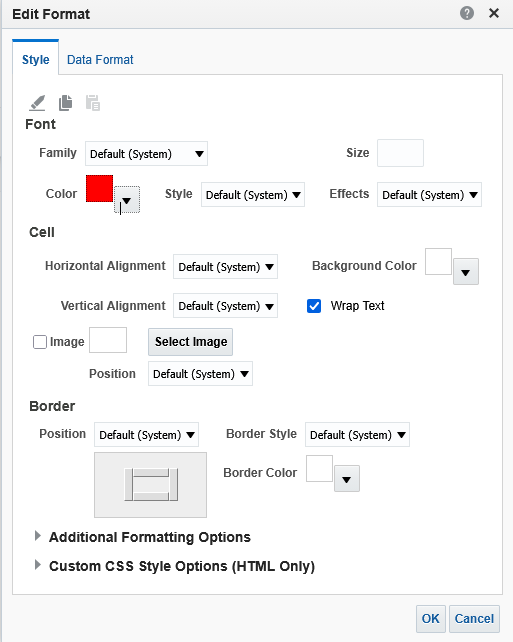 Edit Format
Style Data Format
Font
Family Default (System) Size
Color Style Default (System) Effects Default (System)
Cell
Horizontal Alignment Default (System) Background Color
Vertical Alignment Default (System) Wrap Text
Image Select Image
Position Default (System)
Border
Position Default (System) Border Style Default (System)
Border Color
Additional Formatting Options
Custom CSS Style Options (HTML Only)
OK Cancel